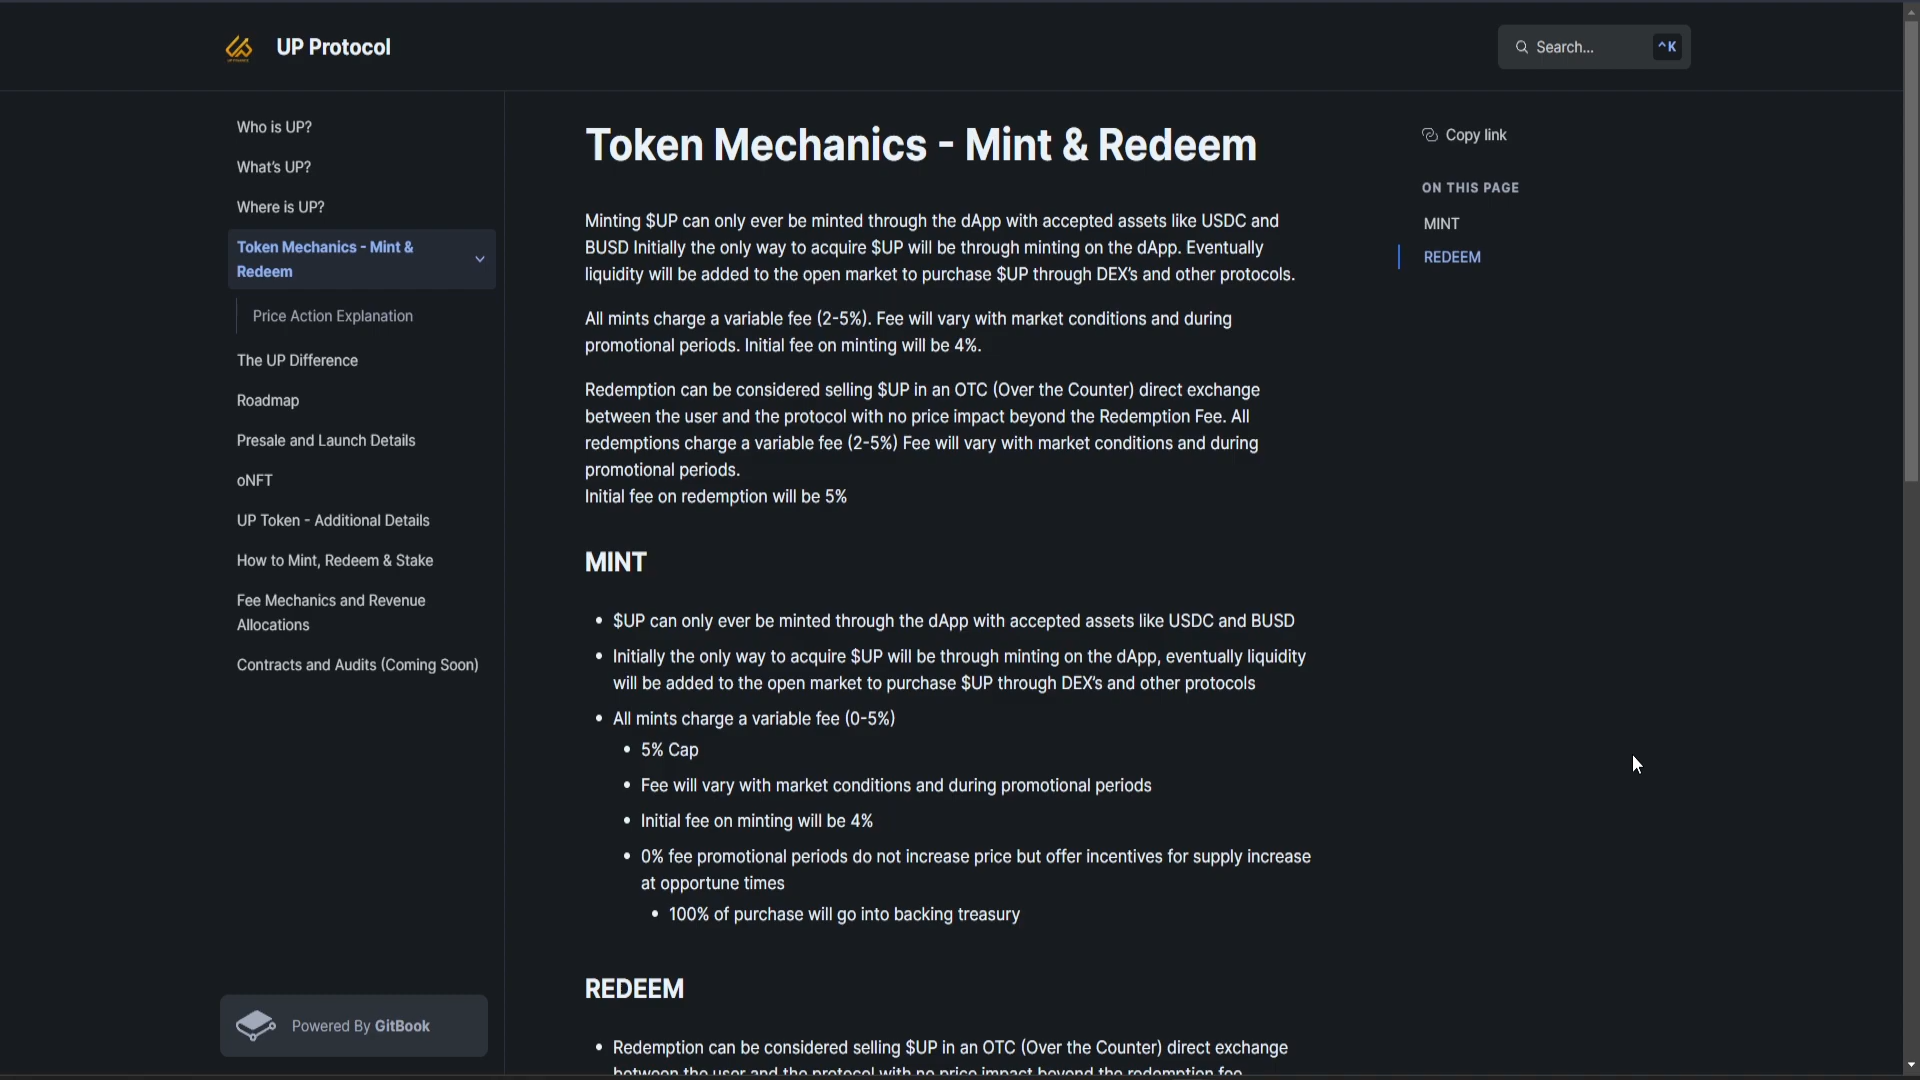 UP Protocol
Search...
^K
Who is UP?
What's UP?
Where is UP?
Token Mechanics - Mint &
Redeem
Price Action Explanation
The UP Difference
Roadmap
Presale and Launch Details
oNFT
UP Token - Additional Details
How to Mint, Redeem & Stake
Fee Mechanics and Revenue
Allocations
Contracts and Audits (Coming Soon)
Powered By GitBook
Token Mechanics - Mint & Redeem
Minting $UP can only ever be minted through the dApp with accepted assets like USDC and
BUSD Initially the only way to acquire $UP will be through minting on the dApp. Eventually
liquidity will be added to the open market to purchase $UP through DEX's and other protocols.
All mints charge a variable fee (2-5%). Fee will vary with market conditions and during
promotional periods. Initial fee on minting will be 4%.
Redemption can be considered selling $UP in an OTC (Over the Counter) direct exchange
between the user and the protocol with no price impact beyond the Redemption Fee. All
redemptions charge a variable fee (2-5%) Fee will vary with market conditions and during
promotional periods.
Initial fee on redemption will be 5%
MINT
• $UP can only ever be minted through the dApp with accepted assets like USDC and BUSD
• Initially the only way to acquire $UP will be through minting on the dApp, eventually liquidity
will be added to the open market to purchase $UP through DEX's and other protocols
• All mints charge a variable fee (0-5%)
• 5% Cap
• Fee will vary with market conditions and during promotional periods
• Initial fee on minting will be 4%
• 0% fee promotional periods do not increase price but offer incentives for supply increase
at opportune times
• 100% of purchase will go into backing treasury
REDEEM
• Redemption can be considered selling $UP in an OTC (Over the Counter) direct exchange
between the user and the protocol with no price impact beyond the redemption fee
Copy link
ON THIS PAGE
MINT
REDEEM